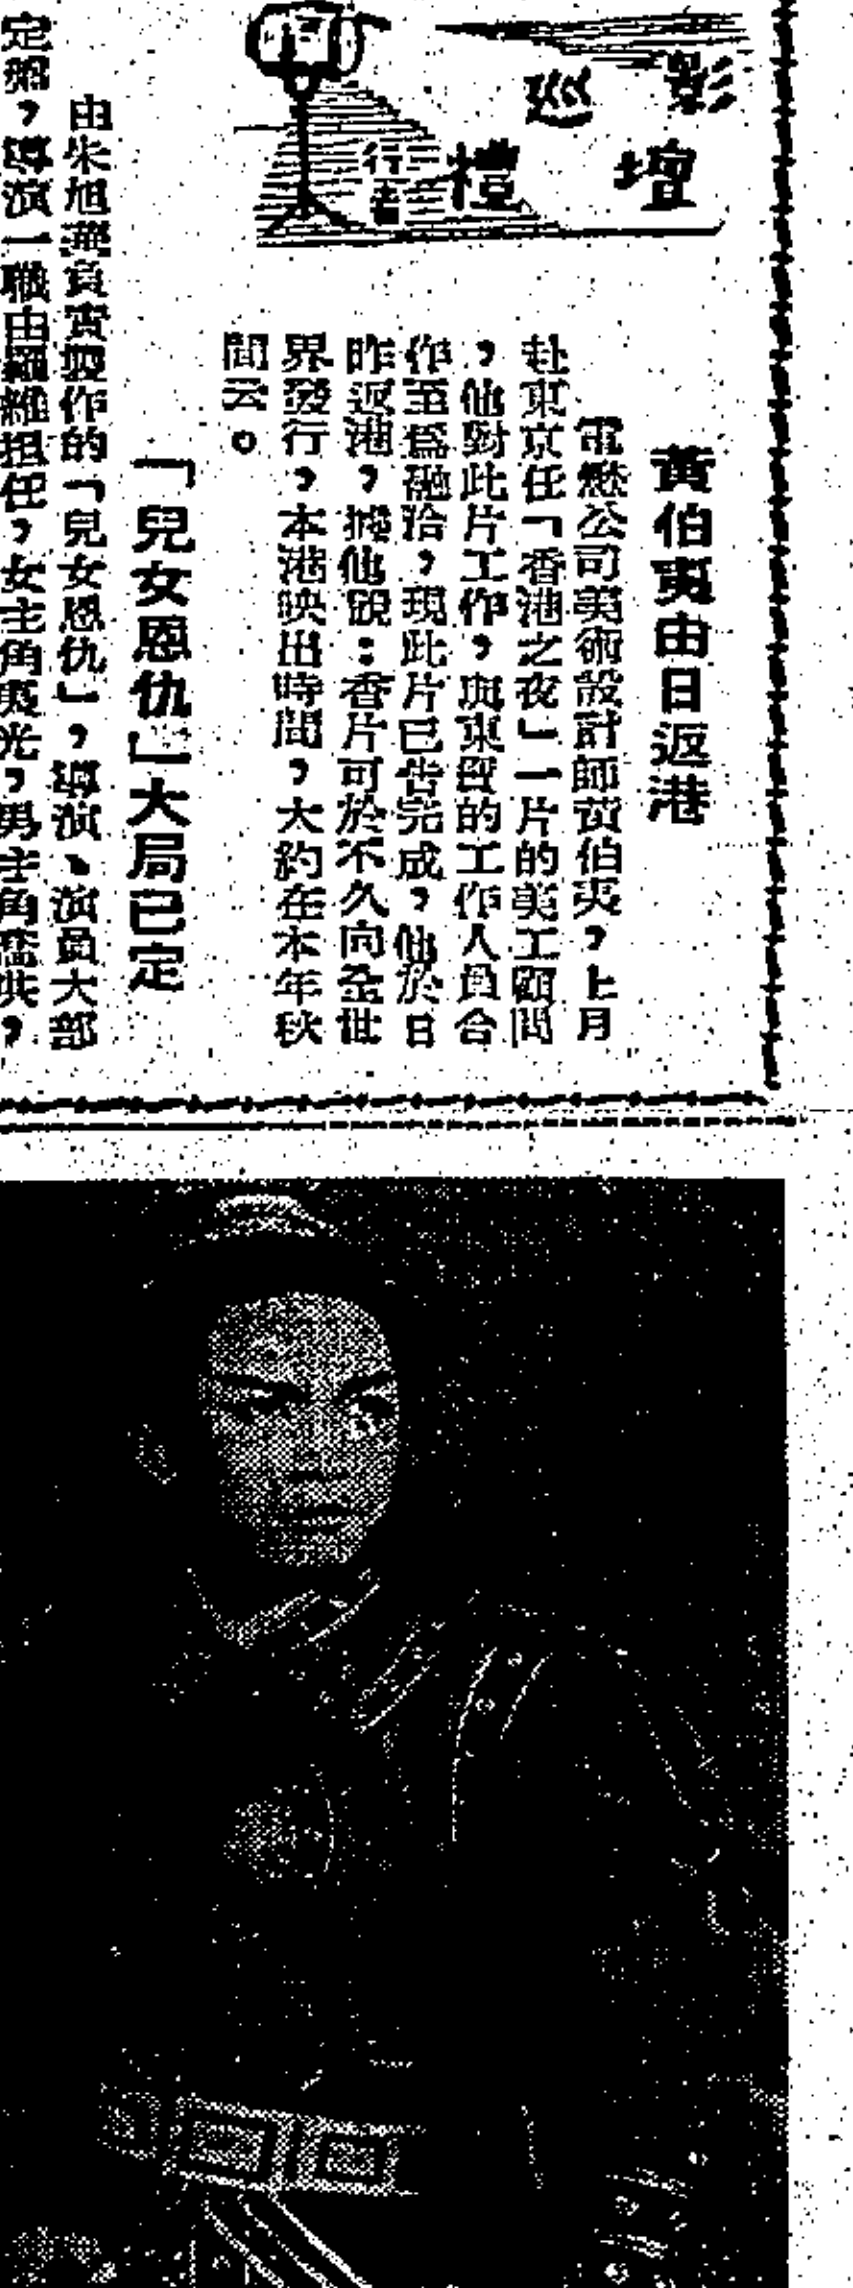 影壇
巡禮
黃伯夷由日返港
電懋公司美術設計師黃伯夷，上月
赴東京任「香港之夜」一片的美工顧問
，他對此片工作，與東寶的工作人員合
作至為融洽，現此片已告完成，他於日
昨返港，據他說：香片可於不久向全世
界發行，本港映出時間，大約在本年秋
間云。
「兒女恩仇」大局已定
由朱旭華負責製作的「兒女恩仇」，導演、演員大部
定，導演一職由羅維担任，女主角夷光，男主角喬洪，